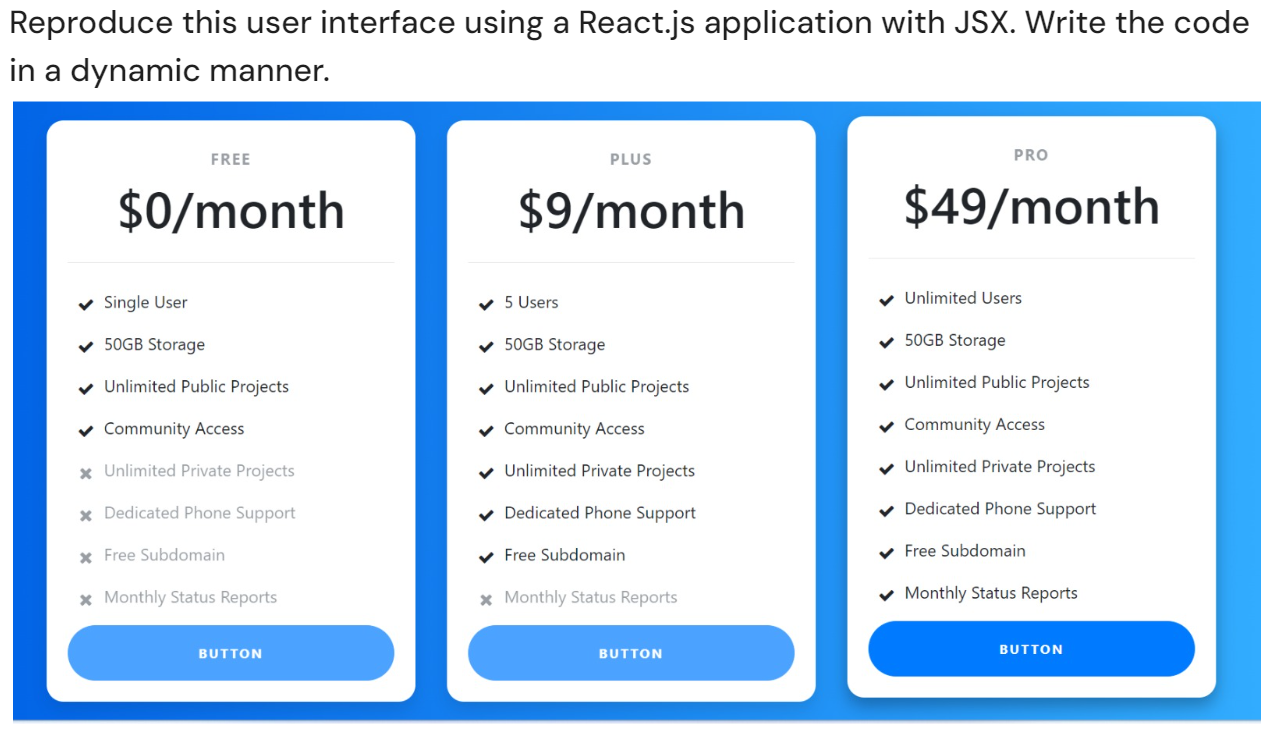 Reproduce this user interface using a React.js application with JSX. Write the code
in a dynamic manner.
FREE
$0/month
Single User
50GB Storage
Unlimited Public Projects
Community Access
Unlimited Private Projects
Dedicated Phone Support
Free Subdomain
Monthly Status Reports
BUTTON
PLUS
$9/month
5 Users
50GB Storage
Unlimited Public Projects
Community Access
Unlimited Private Projects
Dedicated Phone Support
Free Subdomain
Monthly Status Reports
BUTTON
PRO
$49/month
Unlimited Users
50GB Storage
Unlimited Public Projects
Community Access
Unlimited Private Projects
Dedicated Phone Support
Free Subdomain
Monthly Status Reports
BUTTON